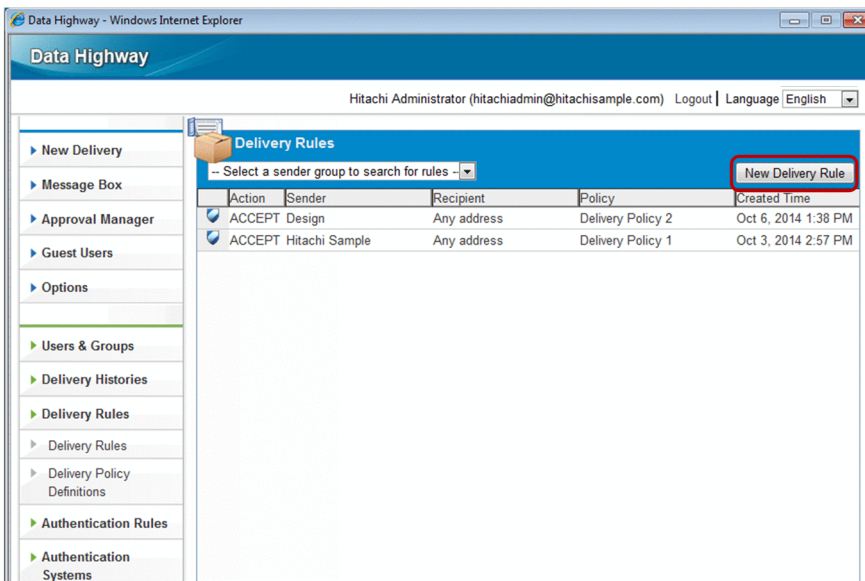 Data Highway - Windows Internet Explorer
Data Highway
Hitachi Administrator (hitachiadmin@hitachisample.com) Logout Language English
New Delivery
Message Box
Approval Manager
Guest Users
Options
Users & Groups
Delivery Histories
Delivery Rules
Delivery Rules
Delivery Policy
Definitions
Authentication Rules
Authentication
Systems
Delivery Rules
-- Select a sender group to search for rules --
New Delivery Rule
Action Sender Recipient Policy Created Time
ACCEPT Design Any address Delivery Policy 2 Oct 6, 2014 1:38 PM
ACCEPT Hitachi Sample Any address Delivery Policy 1 Oct 3, 2014 2:57 PM